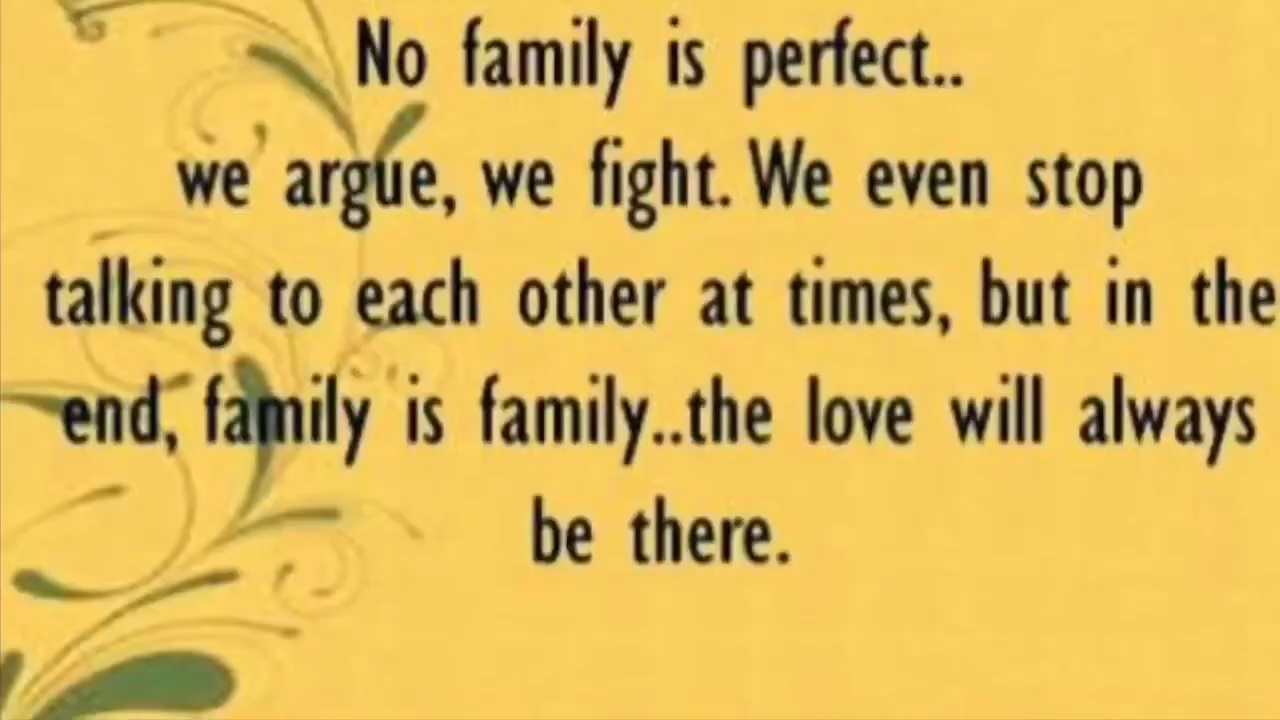 No family is perfect..
we argue, we fight. We even stop
talking to each other at times, but in the
end, family is family..the love will always
be there.